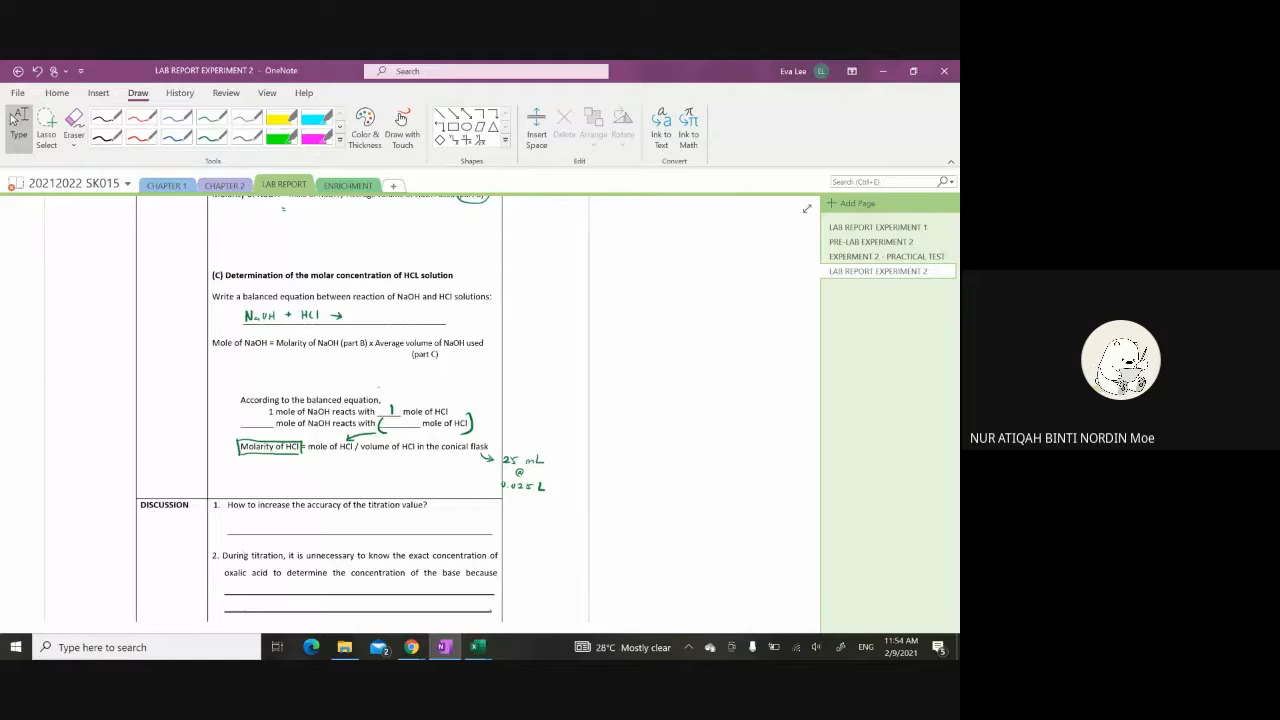 LAB REPORT EXPERIMENT 2 - OneNote
Search
Eva Lee
EL
File Home Insert Draw History Review View Help
Type
Lasso Select
Eraser
Color & Thickness
Draw with Touch
Insert Space
Delete
Arrange
Rotate
Ink to Text
Ink to Math
Tools
Shapes
Edit
Convert
20212022 SK015
CHAPTER 1
CHAPTER 2
LAB REPORT
ENRICHMENT
+
Search (Ctrl+E)
+ Add Page
LAB REPORT EXPERIMENT 1
PRE-LAB EXPERIMENT 2
EXPERIMENT 2 - PRACTICAL TEST
LAB REPORT EXPERIMENT 2
=
(C) Determination of the molar concentration of HCL solution
Write a balanced equation between reaction of NaOH and HCl solutions:
NaOH + HCl →
Mole of NaOH = Molarity of NaOH (part B) x Average volume of NaOH used
(part C)
According to the balanced equation,
1 mole of NaOH reacts with 1 mole of HCl
______ mole of NaOH reacts with (_______ mole of HCl)
Molarity of HCl = mole of HCl / volume of HCl in the conical flask
25 mL
@
0.025 L
DISCUSSION
1. How to increase the accuracy of the titration value?
2. During titration, it is unnecessary to know the exact concentration of
oxalic acid to determine the concentration of the base because
Type here to search
2
28°C Mostly clear
ENG
11:54 AM
2/9/2021
5
NUR ATIQAH BINTI NORDIN Moe